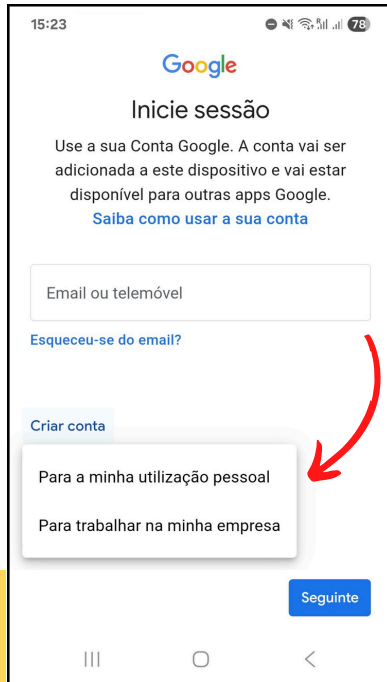 15:23
78
Google
Inicie sessão
Use a sua Conta Google. A conta vai ser
adicionada a este dispositivo e vai estar
disponível para outras apps Google.
Saiba como usar a sua conta
Email ou telemóvel
Esqueceu-se do email?
Criar conta
Para a minha utilização pessoal
Para trabalhar na minha empresa
Seguinte